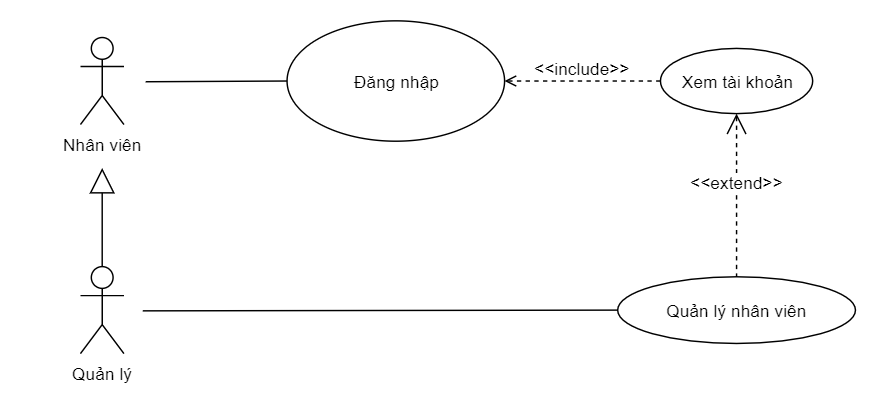 Đăng nhập
<<include>>
Xem tài khoản
Nhân viên
<<extend>>
Quản lý nhân viên
Quản lý